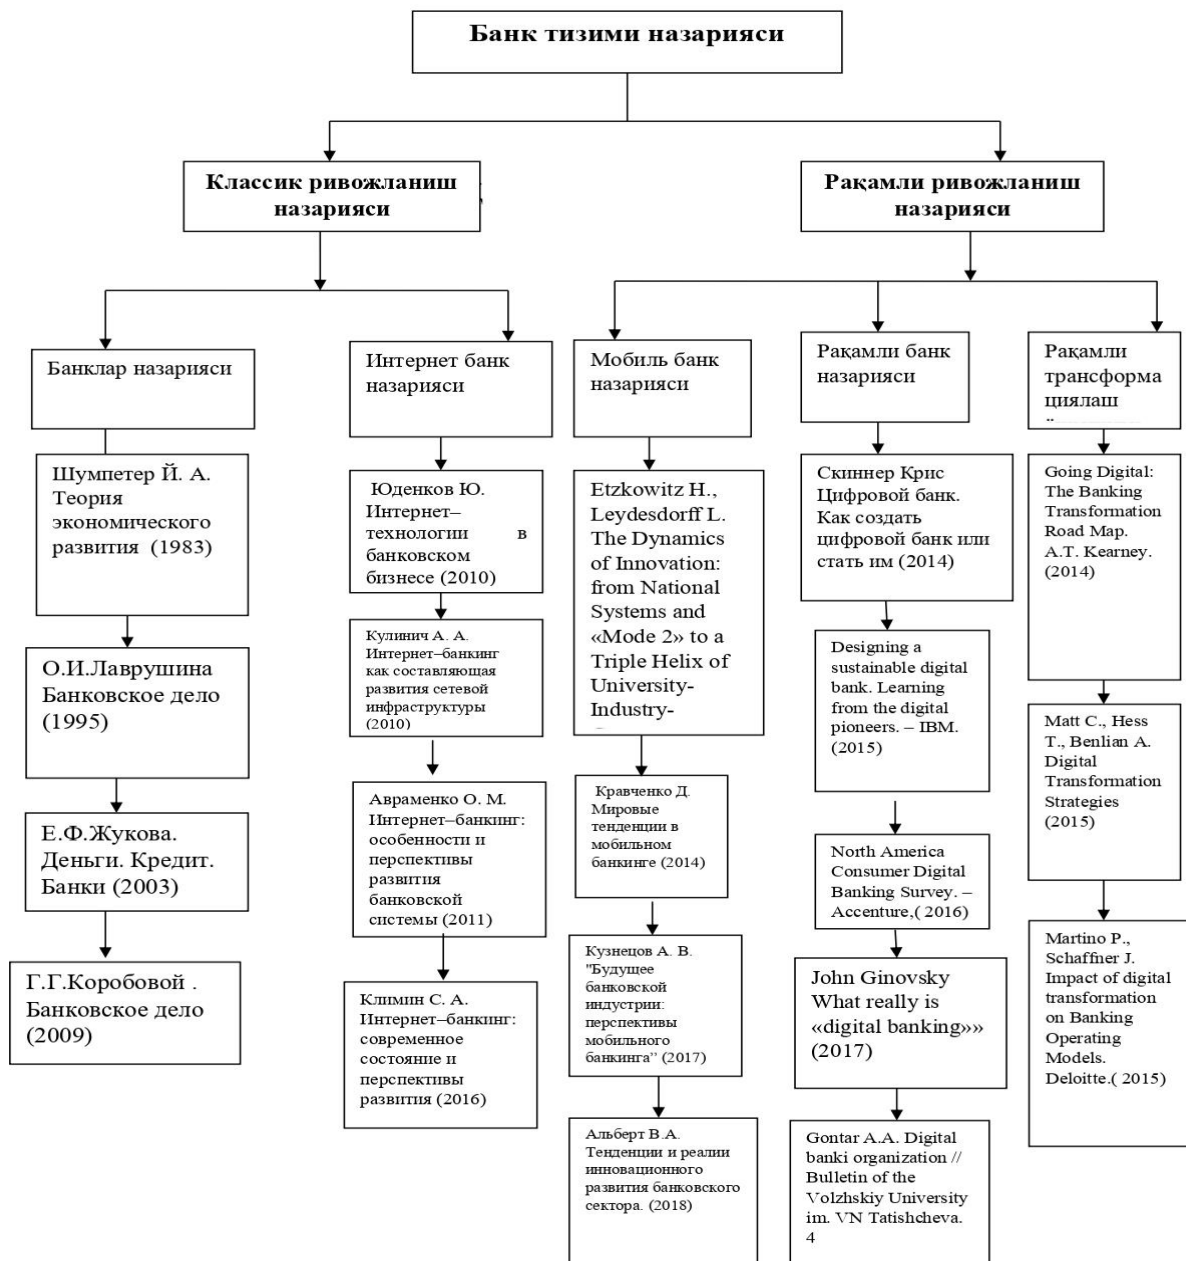 Банк тизими назарияси
Классик ривожланиш
назарияси
Рақамли ривожланиш
назарияси
Банклар назарияси
Интернет банк
назарияси
Мобиль банк
назарияси
Рақамли банк
назарияси
Рақамли
трансформа
циялаш
Шумпетер Й. А.
Теория
экономического
развития (1983)
О.И.Лаврушина
Банковское дело
(1995)
Е.Ф.Жукова.
Деньги. Кредит.
Банки (2003)
Г.Г.Коробовой .
Банковское дело
(2009)
Юденков Ю.
Интернет–
технологии в
банковском
бизнесе (2010)
Кулинич А. А.
Интернет–банкинг
как составляющая
развития сетевой
инфраструктуры
(2010)
Авраменко О. М.
Интернет–банкинг:
особенности и
перспективы
развития
банковской
системы (2011)
Климин С. А.
Интернет–банкинг:
современное
состояние и
перспективы
развития (2016)
Etzkowitz H.,
Leydesdorff L.
The Dynamics
of Innovation:
from National
Systems and
«Mode 2» to a
Triple Helix of
University-
Industry-
Кравченко Д.
Мировые
тенденции в
мобильном
банкинге (2014)
Кузнецов А. В.
"Будущее
банковской
индустрии:
перспективы
мобильного
банкинга” (2017)
Альберт В.А.
Тенденции и реалии
инновационного
развития банковского
сектора. (2018)
Скиннер Крис
Цифровой банк.
Как создать
цифровой банк или
стать им (2014)
Designing a
sustainable digital
bank. Learning
from the digital
pioneers. – IBM.
(2015)
North America
Consumer Digital
Banking Survey. –
Accenture,( 2016)
John Ginovsky
What really is
«digital banking»»
(2017)
Gontar A.A. Digital
banki organization //
Bulletin of the
Volzhskiy University
im. VN Tatishcheva.
4
Going Digital:
The Banking
Transformation
Road Map.
A.T. Kearney.
(2014)
Matt C., Hess
T., Benlian A.
Digital
Transformation
Strategies
(2015)
Martino P.,
Schaffner J.
Impact of digital
transformation
on Banking
Operating
Models.
Deloitte.( 2015)